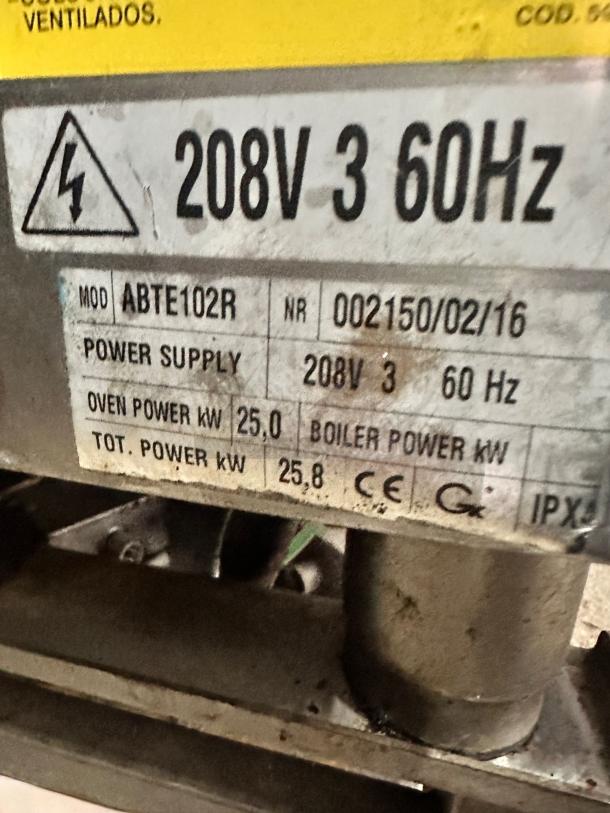 VENTILADOS.
COD.
208V 3 60Hz
MOD ABTE102R NR 002150/02/16
POWER SUPPLY 208V 3 60 Hz
OVEN POWER kW 25,0 BOILER POWER kW
TOT. POWER kW 25,8 CE